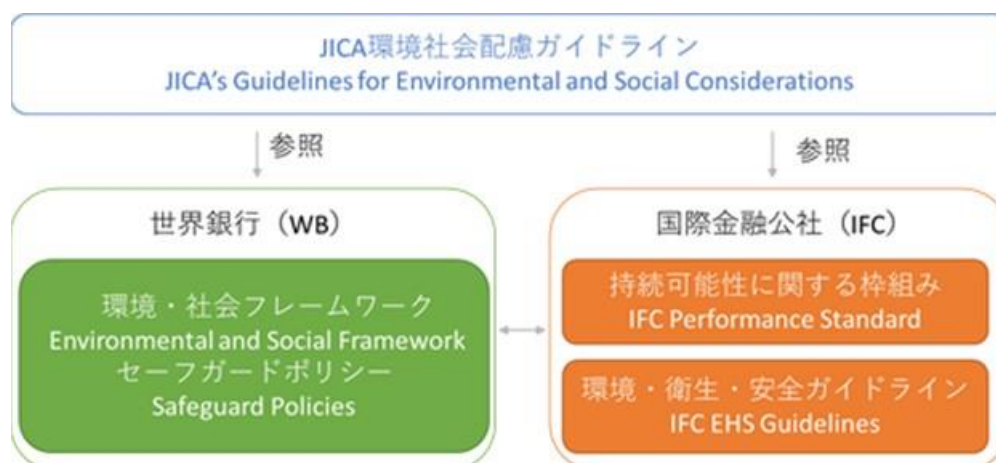 JICA環境社会配慮ガイドライン
JICA's Guidelines for Environmental and Social Considerations
参照
参照
世界銀行（WB）
環境・社会フレームワーク
Environmental and Social Framework
セーフガードポリシー
Safeguard Policies
国際金融公社（IFC）
持続可能性に関する枠組み
IFC Performance Standard
環境・衛生・安全ガイドライン
IFC EHS Guidelines